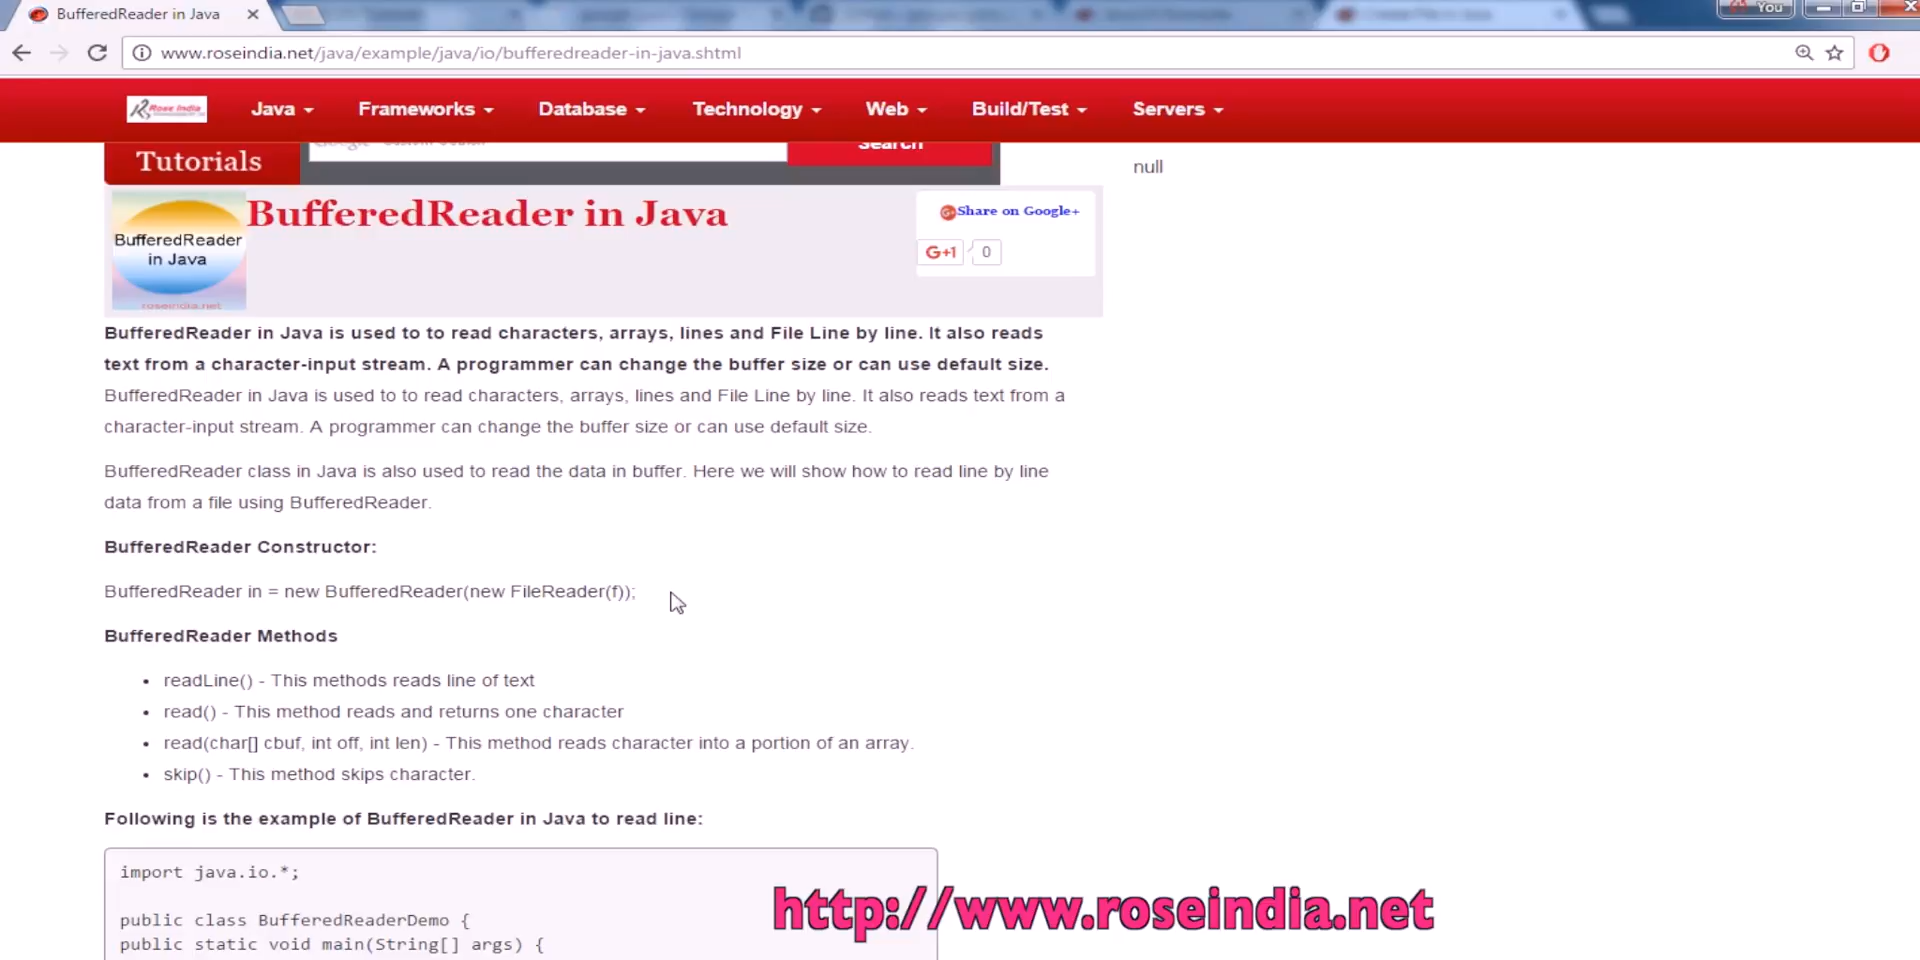 BufferedReader in Java
You
www.roseindia.net/java/example/java/io/bufferedreader-in-java.shtml
Rose India
Java
Frameworks
Database
Technology
Web
Build/Test
Servers
Tutorials
Search
null
BufferedReader
in Java
roseindia.net
BufferedReader in Java
Share on Google+
G+1
0
BufferedReader in Java is used to to read characters, arrays, lines and File Line by line. It also reads
text from a character-input stream. A programmer can change the buffer size or can use default size.
BufferedReader in Java is used to to read characters, arrays, lines and File Line by line. It also reads text from a
character-input stream. A programmer can change the buffer size or can use default size.
BufferedReader class in Java is also used to read the data in buffer. Here we will show how to read line by line
data from a file using BufferedReader.
BufferedReader Constructor:
BufferedReader in = new BufferedReader(new FileReader(f));
BufferedReader Methods
• readLine() - This methods reads line of text
• read() - This method reads and returns one character
• read(char[] cbuf, int off, int len) - This method reads character into a portion of an array.
• skip() - This method skips character.
Following is the example of BufferedReader in Java to read line:
import java.io.*;
public class BufferedReaderDemo {
public static void main(String[] args) {
http://www.roseindia.net